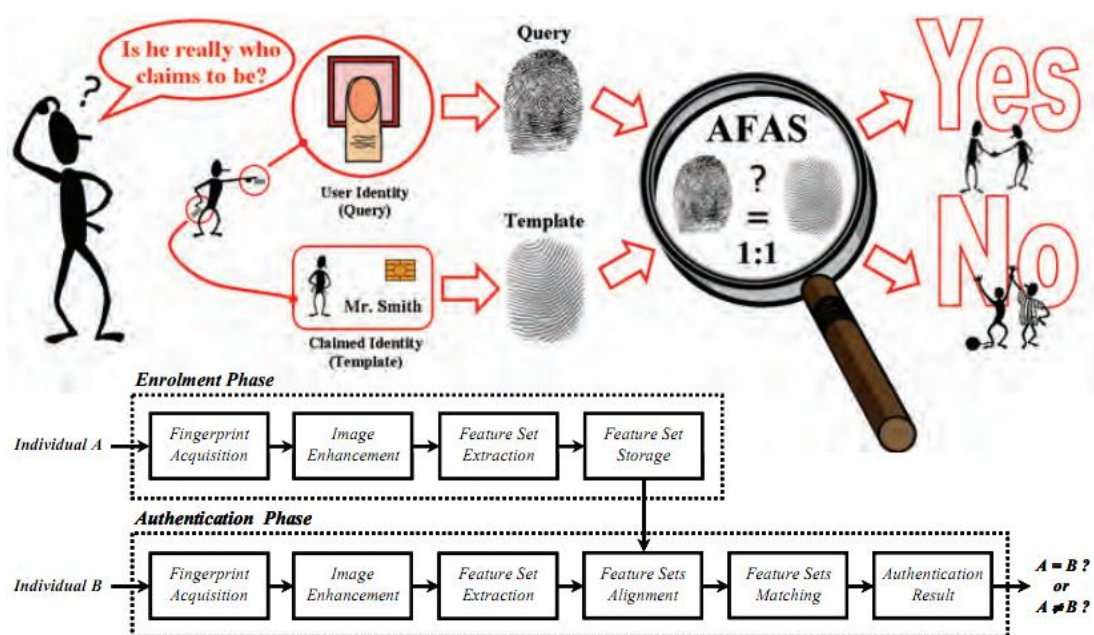 Is he really who
claims to be?
?
User Identity
(Query)
Query
Mr. Smith
Claimed Identity
(Template)
Template
AFAS
?
=
1:1
Yes
No
Enrolment Phase
Individual A
Fingerprint
Acquisition
Image
Enhancement
Feature Set
Extraction
Feature Set
Storage
Authentication Phase
Individual B
Fingerprint
Acquisition
Image
Enhancement
Feature Set
Extraction
Feature Sets
Alignment
Feature Sets
Matching
Authentication
Result
A = B ?
or
A ≠ B ?